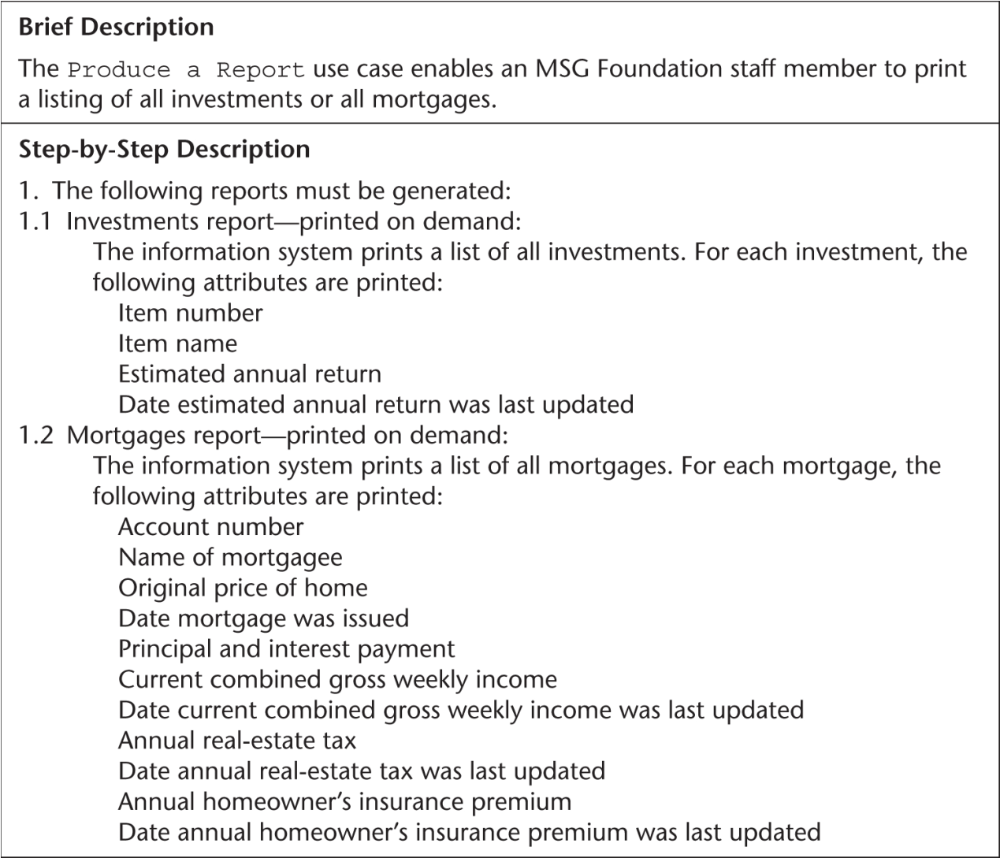 Brief Description
The Produce a Report use case enables an MSG Foundation staff member to print
a listing of all investments or all mortgages.
Step-by-Step Description
1. The following reports must be generated:
1.1 Investments report—printed on demand:
The information system prints a list of all investments. For each investment, the
following attributes are printed:
Item number
Item name
Estimated annual return
Date estimated annual return was last updated
1.2 Mortgages report—printed on demand:
The information system prints a list of all mortgages. For each mortgage, the
following attributes are printed:
Account number
Name of mortgagee
Original price of home
Date mortgage was issued
Principal and interest payment
Current combined gross weekly income
Date current combined gross weekly income was last updated
Annual real-estate tax
Date annual real-estate tax was last updated
Annual homeowner’s insurance premium
Date annual homeowner’s insurance premium was last updated